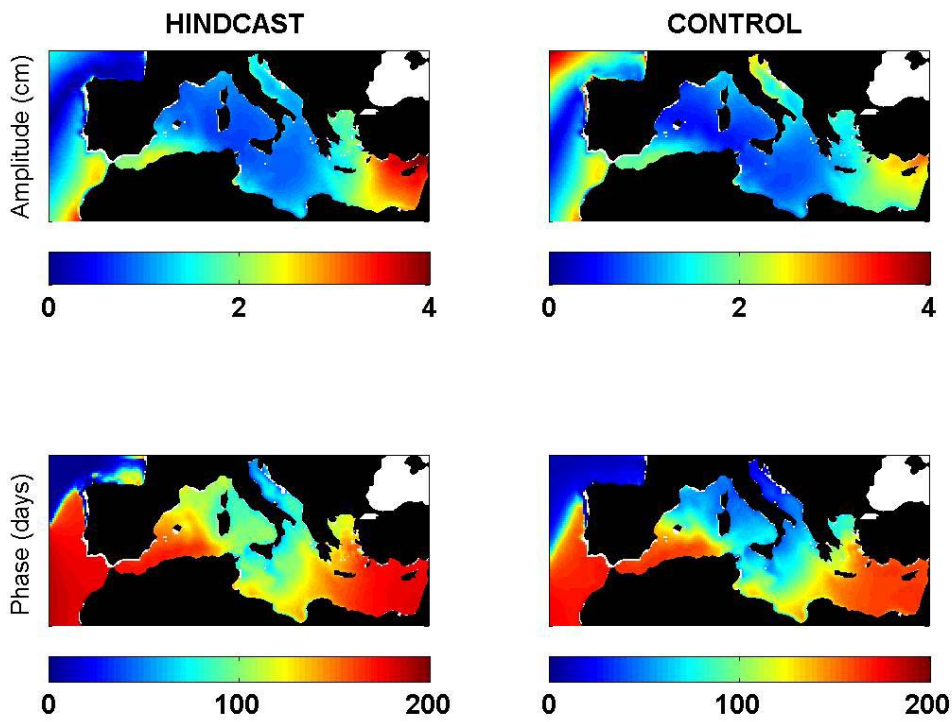 HINDCAST
CONTROL
Amplitude (cm)
0 2 4
0 2 4
Phase (days)
0 100 200
0 100 200